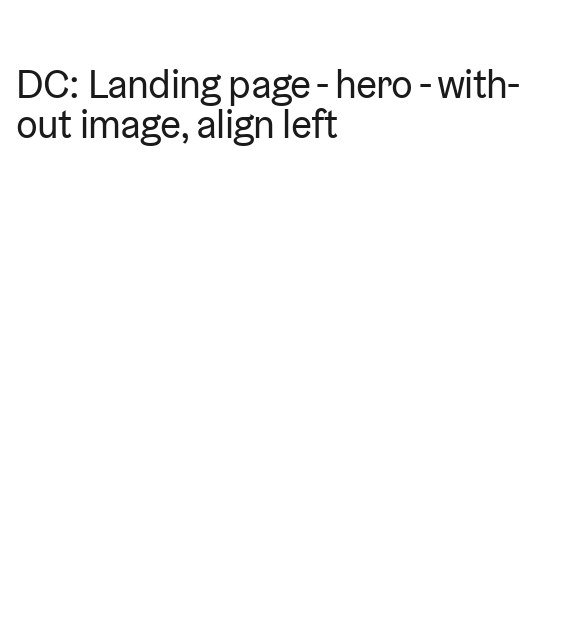 DC: Landing page - hero - with-
out image, align left